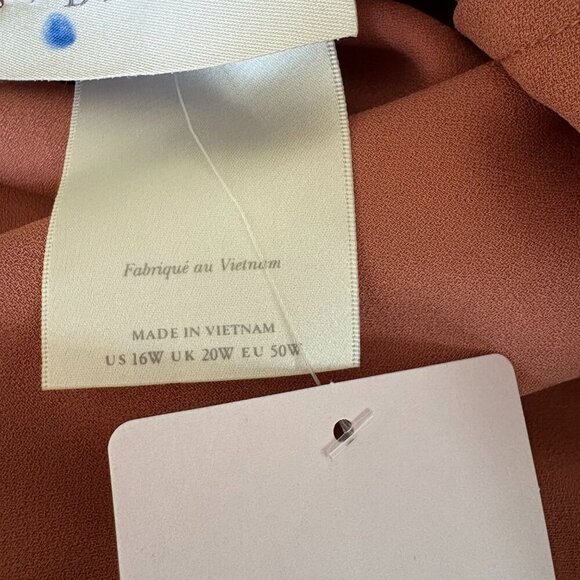 Fabriqué au Vietnam
MADE IN VIETNAM
US 16W UK 20W EU 50W